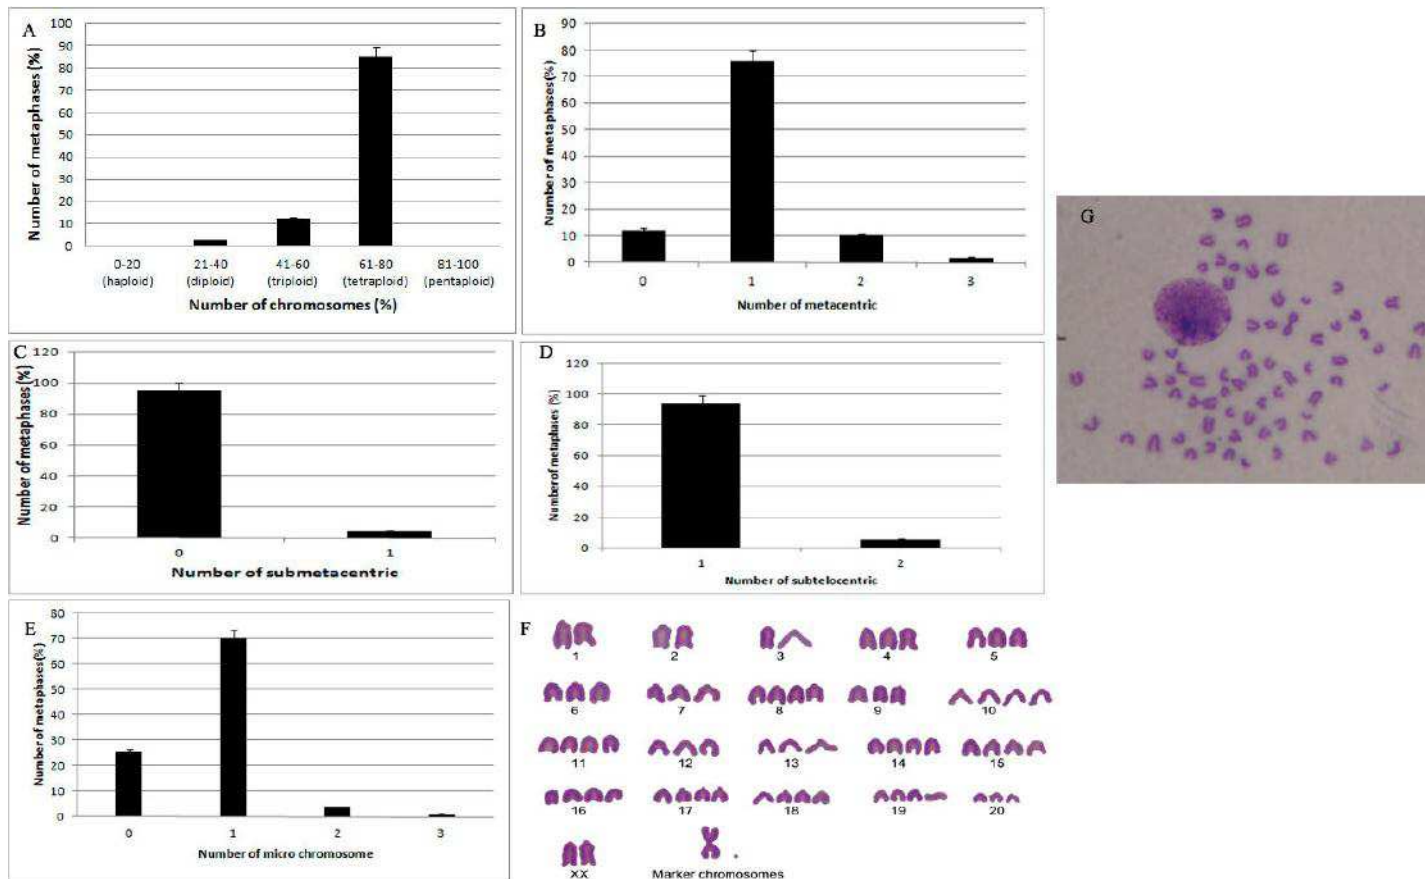 A
Number of metaphases (%)
100
90
80
70
60
50
40
30
20
10
0
0-20 21-40 41-60 61-80 81-100
(haploid) (diploid) (triploid) (tetraploid) (pentaploid)
Number of chromosomes (%)
B
Number of metaphases (%)
90
80
70
60
50
40
30
20
10
0
0 1 2 3
Number of metacentric
C
Number of metaphases (%)
120
100
80
60
40
20
0
0 1
Number of submetacentric
D
Number of metaphases (%)
120
100
80
60
40
20
0
1 2
Number of subtelocentric
E
Number of metaphases (%)
80
70
60
50
40
30
20
10
0
0 1 2 3
Number of micro chromosome
F
1 2 3 4 5
6 7 8 9 10
11 12 13 14 15
16 17 18 19 20
XX Marker chromosomes
G